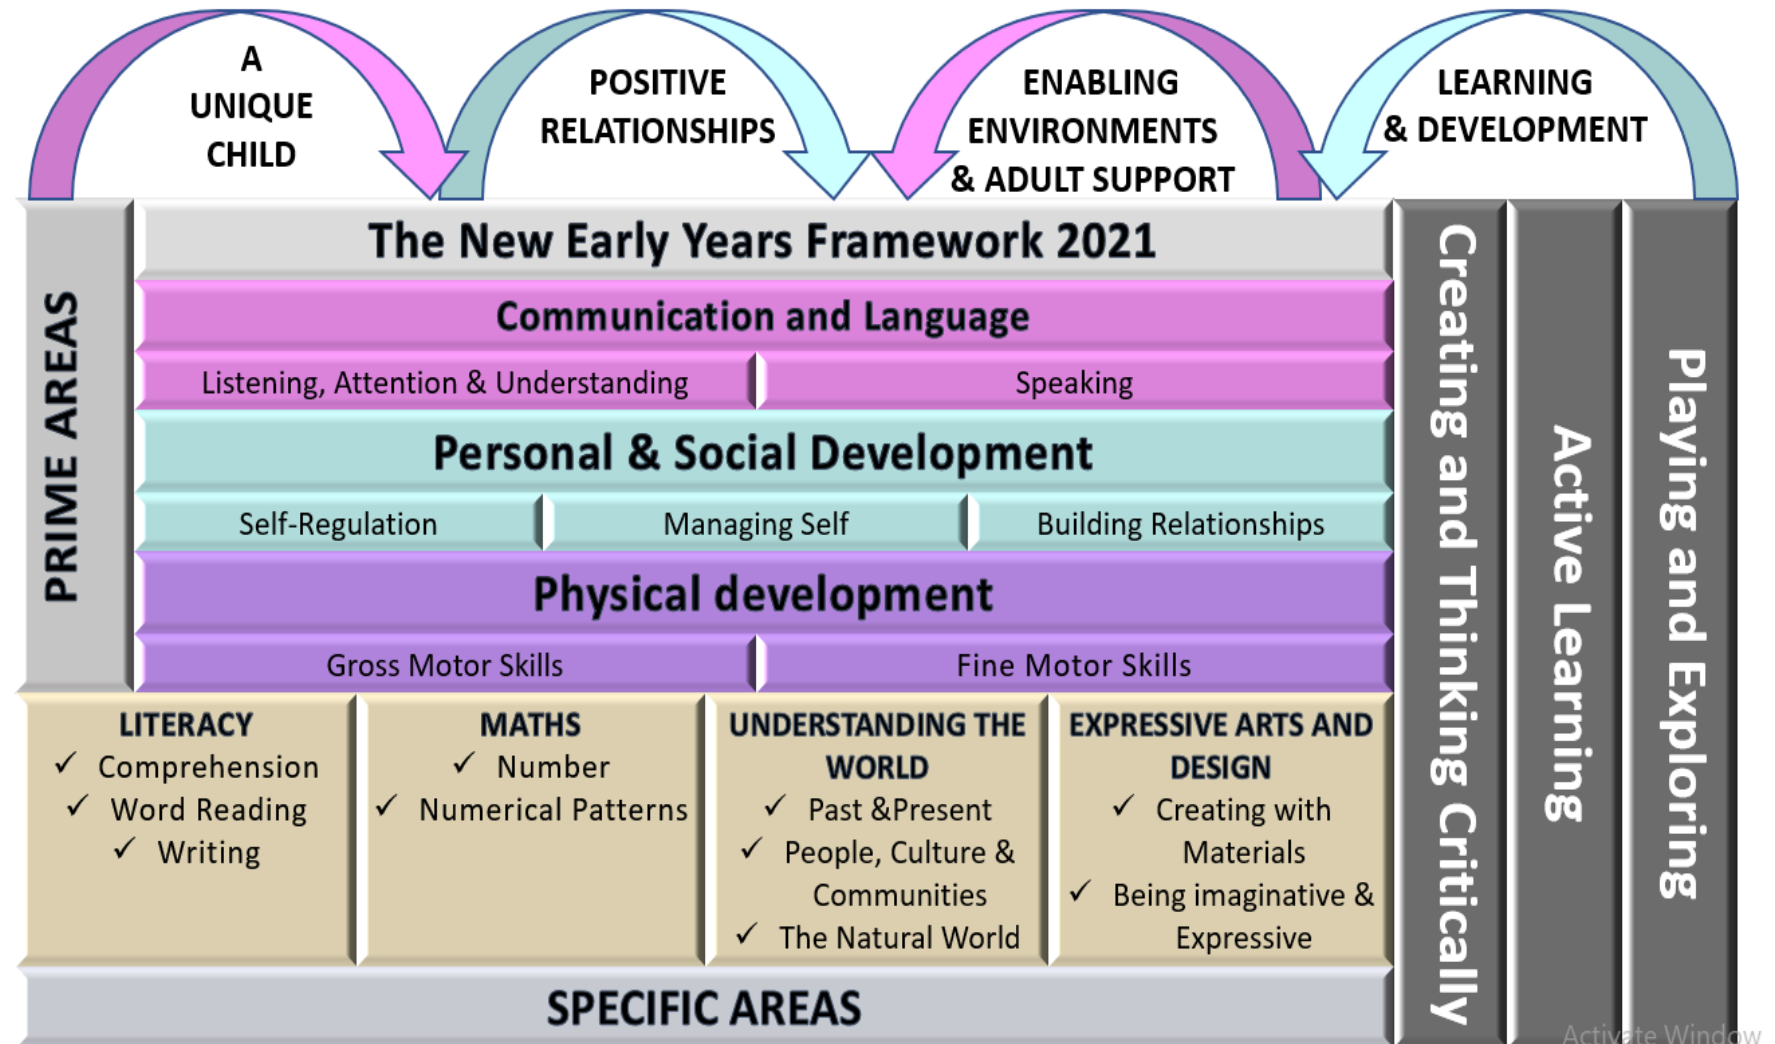 A
UNIQUE
CHILD
POSITIVE
RELATIONSHIPS
ENABLING
ENVIRONMENTS
& ADULT SUPPORT
LEARNING
& DEVELOPMENT
PRIME AREAS
The New Early Years Framework 2021
Communication and Language
Listening, Attention & Understanding
Speaking
Personal & Social Development
Self-Regulation
Managing Self
Building Relationships
Physical development
Gross Motor Skills
Fine Motor Skills
LITERACY
✓ Comprehension
✓ Word Reading
✓ Writing
MATHS
✓ Number
✓ Numerical Patterns
UNDERSTANDING THE
WORLD
✓ Past &Present
✓ People, Culture &
Communities
✓ The Natural World
EXPRESSIVE ARTS AND
DESIGN
✓ Creating with
Materials
✓ Being imaginative &
Expressive
SPECIFIC AREAS
Creating and Thinking Critically
Active Learning
Playing and Exploring
Activate Window